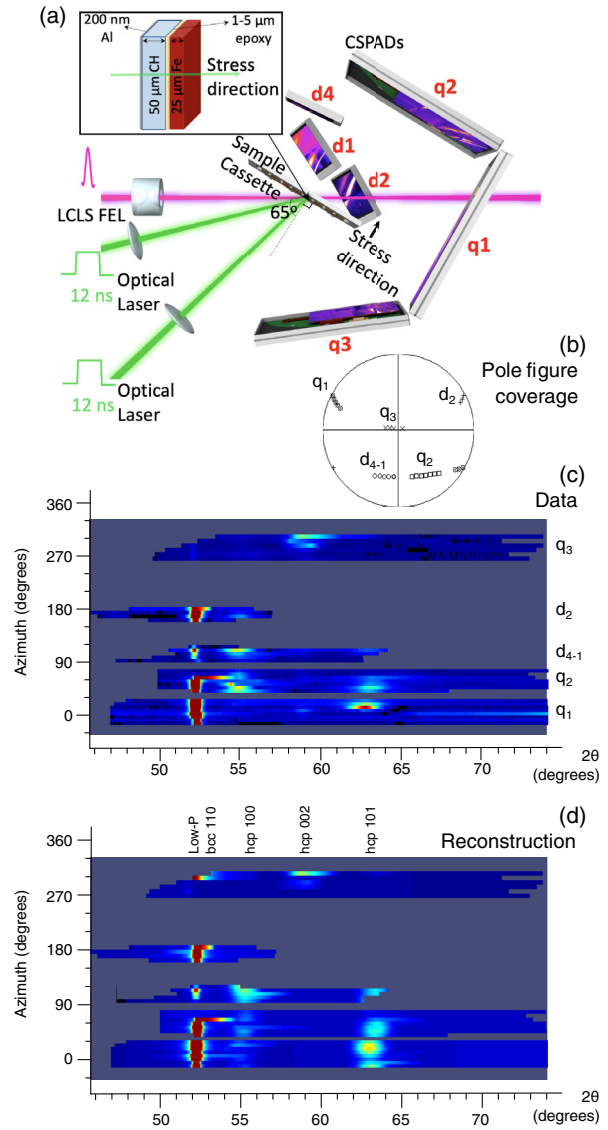 (a)
200 nm
Al
1-5 µm
epoxy
50 µm CH
25 µm Fe
Stress
direction
CSPADs
q2
d4
d1
d2
q1
q3
Sample
Cassette
65º
Stress
direction
LCLS FEL
12 ns
Optical
Laser
12 ns
Optical
Laser
(b)
Pole figure
coverage
q1
d2
q3
d4-1
q2
(c)
Data
Azimuth (degrees)
360
270
180
90
0
q3
d2
d4-1
q2
q1
50 55 60 65 70
2θ
(degrees)
(d)
Reconstruction
Low-P
bcc 110
hcp 100
hcp 002
hcp 101
Azimuth (degrees)
360
270
180
90
0
50 55 60 65 70
2θ
(degrees)